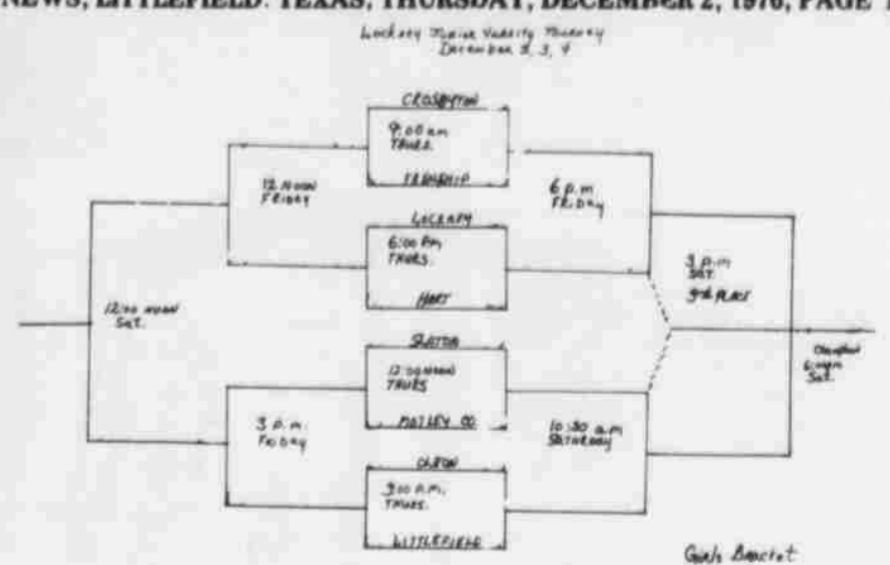 NEWS, LITTLEFIELD. TEXAS, THURSDAY, DECEMBER 2, 1976, PAGE
Lockney Junior Varsity Tourney
December 2, 3, 4
CROSBYTON
9:00 am
THURS.
FRENSHIP
12 NOON
FRIDAY
6 p.m
FRIDAY
LOCKNEY
6:00 PM
THURS.
HART
3 p.m
SAT.
3rd PLACE
12:00 NOON
Sat.
SLATON
12:00 NOON
THURS
MOTLEY CO
Champion
Sat.
3 p.m.
FRIDAY
10:30 a.m
SATURDAY
OLTON
3:00 P.M.
THURS.
LITTLEFIELD
Girls Bracket